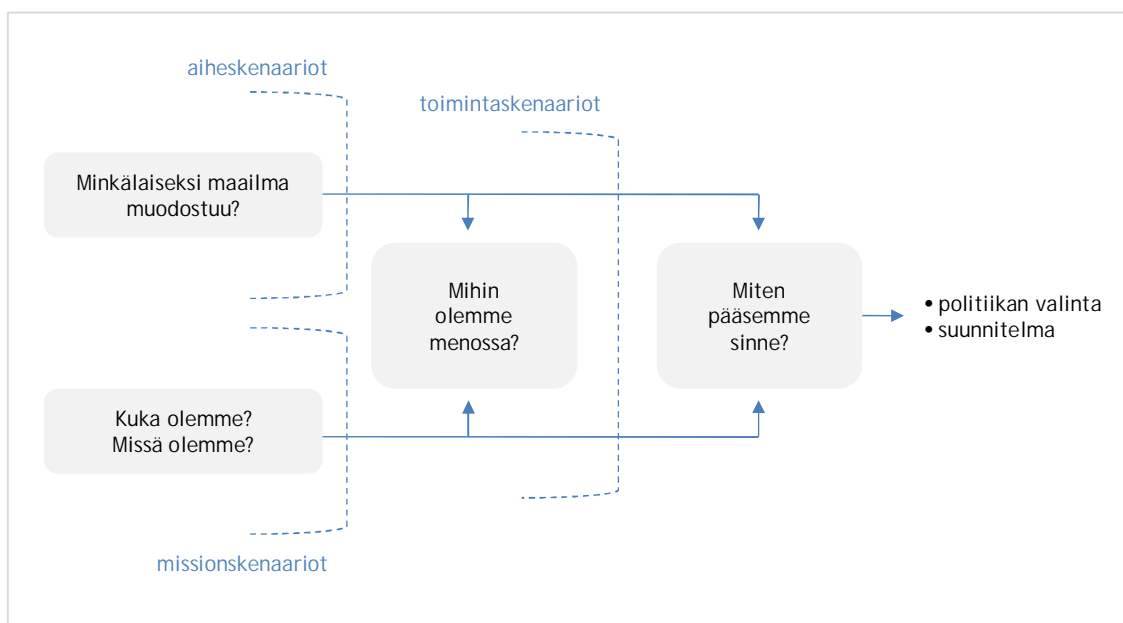 aiheskenaariot
toimintaskenaariot
Minkälaiseksi maailma
muodostuu?
Mihin
olemme
menossa?
Miten
pääsemme
sinne?
• politiikan valinta
• suunnitelma
Kuka olemme?
Missä olemme?
missionskenaariot